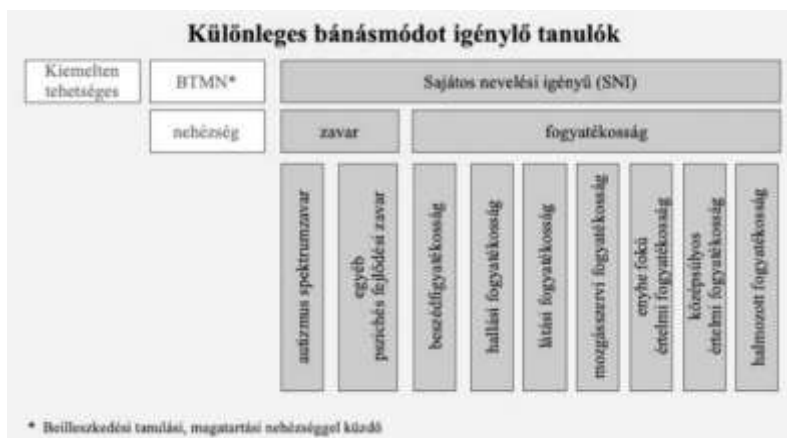 Különleges bánásmódot igénylő tanulók
Kiemelten
tehetséges
BTMN*
Sajátos nevelési igényű (SNI)
nehézség
zavar
fogyatékosság
autizmus spektrumzavar
egyéb
pszichés fejlődési zavar
beszédfigyatékosság
hallási fogyatékosság
látási fogyatékosság
mozgásszervi fogyatékosság
enyhe fokú
értelmi fogyatékosság
középsúlyos
értelmi fogyatékosság
halmozott fogyatékosság
* Beilleszkedési tanulási, magatartási nehézséggel küzdő